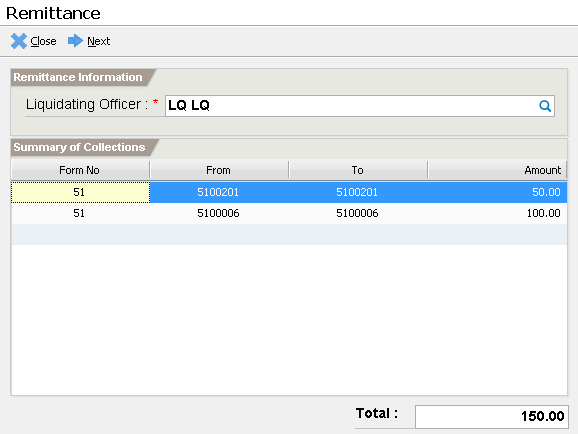 Remittance
Close Next
Remittance Information
Liquidating Officer : * LQ LQ
Summary of Collections
Form No From To Amount
51 5100201 5100201 50.00
51 5100006 5100006 100.00
Total : 150.00